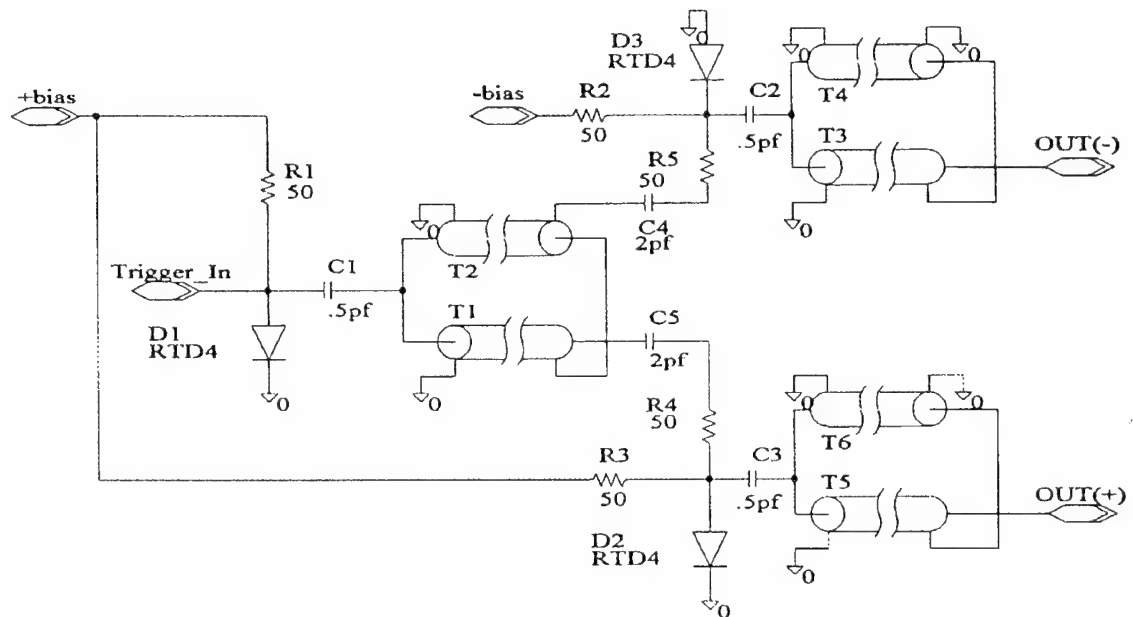 +bias
R1
50
Trigger_In
D1
RTD4
C1
.5pf
T2
T1
0
0
0
-bias
R2
50
D3
RTD4
0
C2
.5pf
R5
50
C4
2pf
T4
T3
0
0
0
OUT(-)
C5
2pf
R4
50
R3
50
D2
RTD4
0
C3
.5pf
T6
T5
0
0
0
OUT(+)